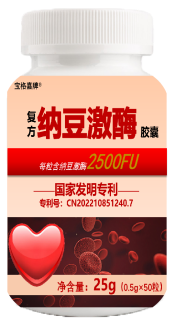 宝格嘉牌®
复方 纳豆激酶 胶囊
每粒含纳豆激酶2500FU
国家发明专利
专利号：CN202210851240.7
净含量：25g（0.5g×50粒）